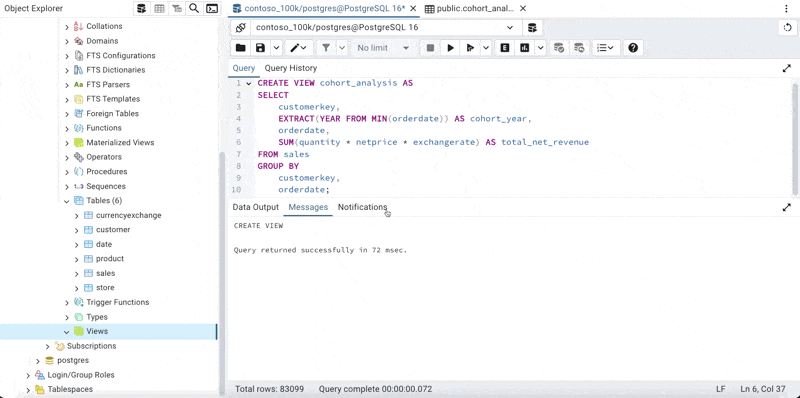 Object Explorer
Collations
Domains
FTS Configurations
FTS Dictionaries
FTS Parsers
Aa
FTS Templates
Foreign Tables
Functions
Materialized Views
Operators
Procedures
1..3 Sequences
Tables (6)
currencyexchange
customer
date
product
sales
store
Trigger Functions
Types
Views
Subscriptions
postgres
Login/Group Roles
Tablespaces
contoso_100k/postgres@PostgreSQL 16*
public.cohort_anal...
contoso_100k/postgres@PostgreSQL 16
No limit
Query
Query History
1 CREATE VIEW cohort_analysis AS
2 SELECT
3 customerkey,
4 EXTRACT(YEAR FROM MIN(orderdate)) AS cohort_year,
5 orderdate,
6 SUM(quantity * netprice * exchangerate) AS total_net_revenue
7 FROM sales
8 GROUP BY
9 customerkey,
10 orderdate;
Data Output
Messages
Notifications
CREATE VIEW
Query returned successfully in 72 msec.
Total rows: 83099
Query complete 00:00:00.072
LF
Ln 6, Col 37